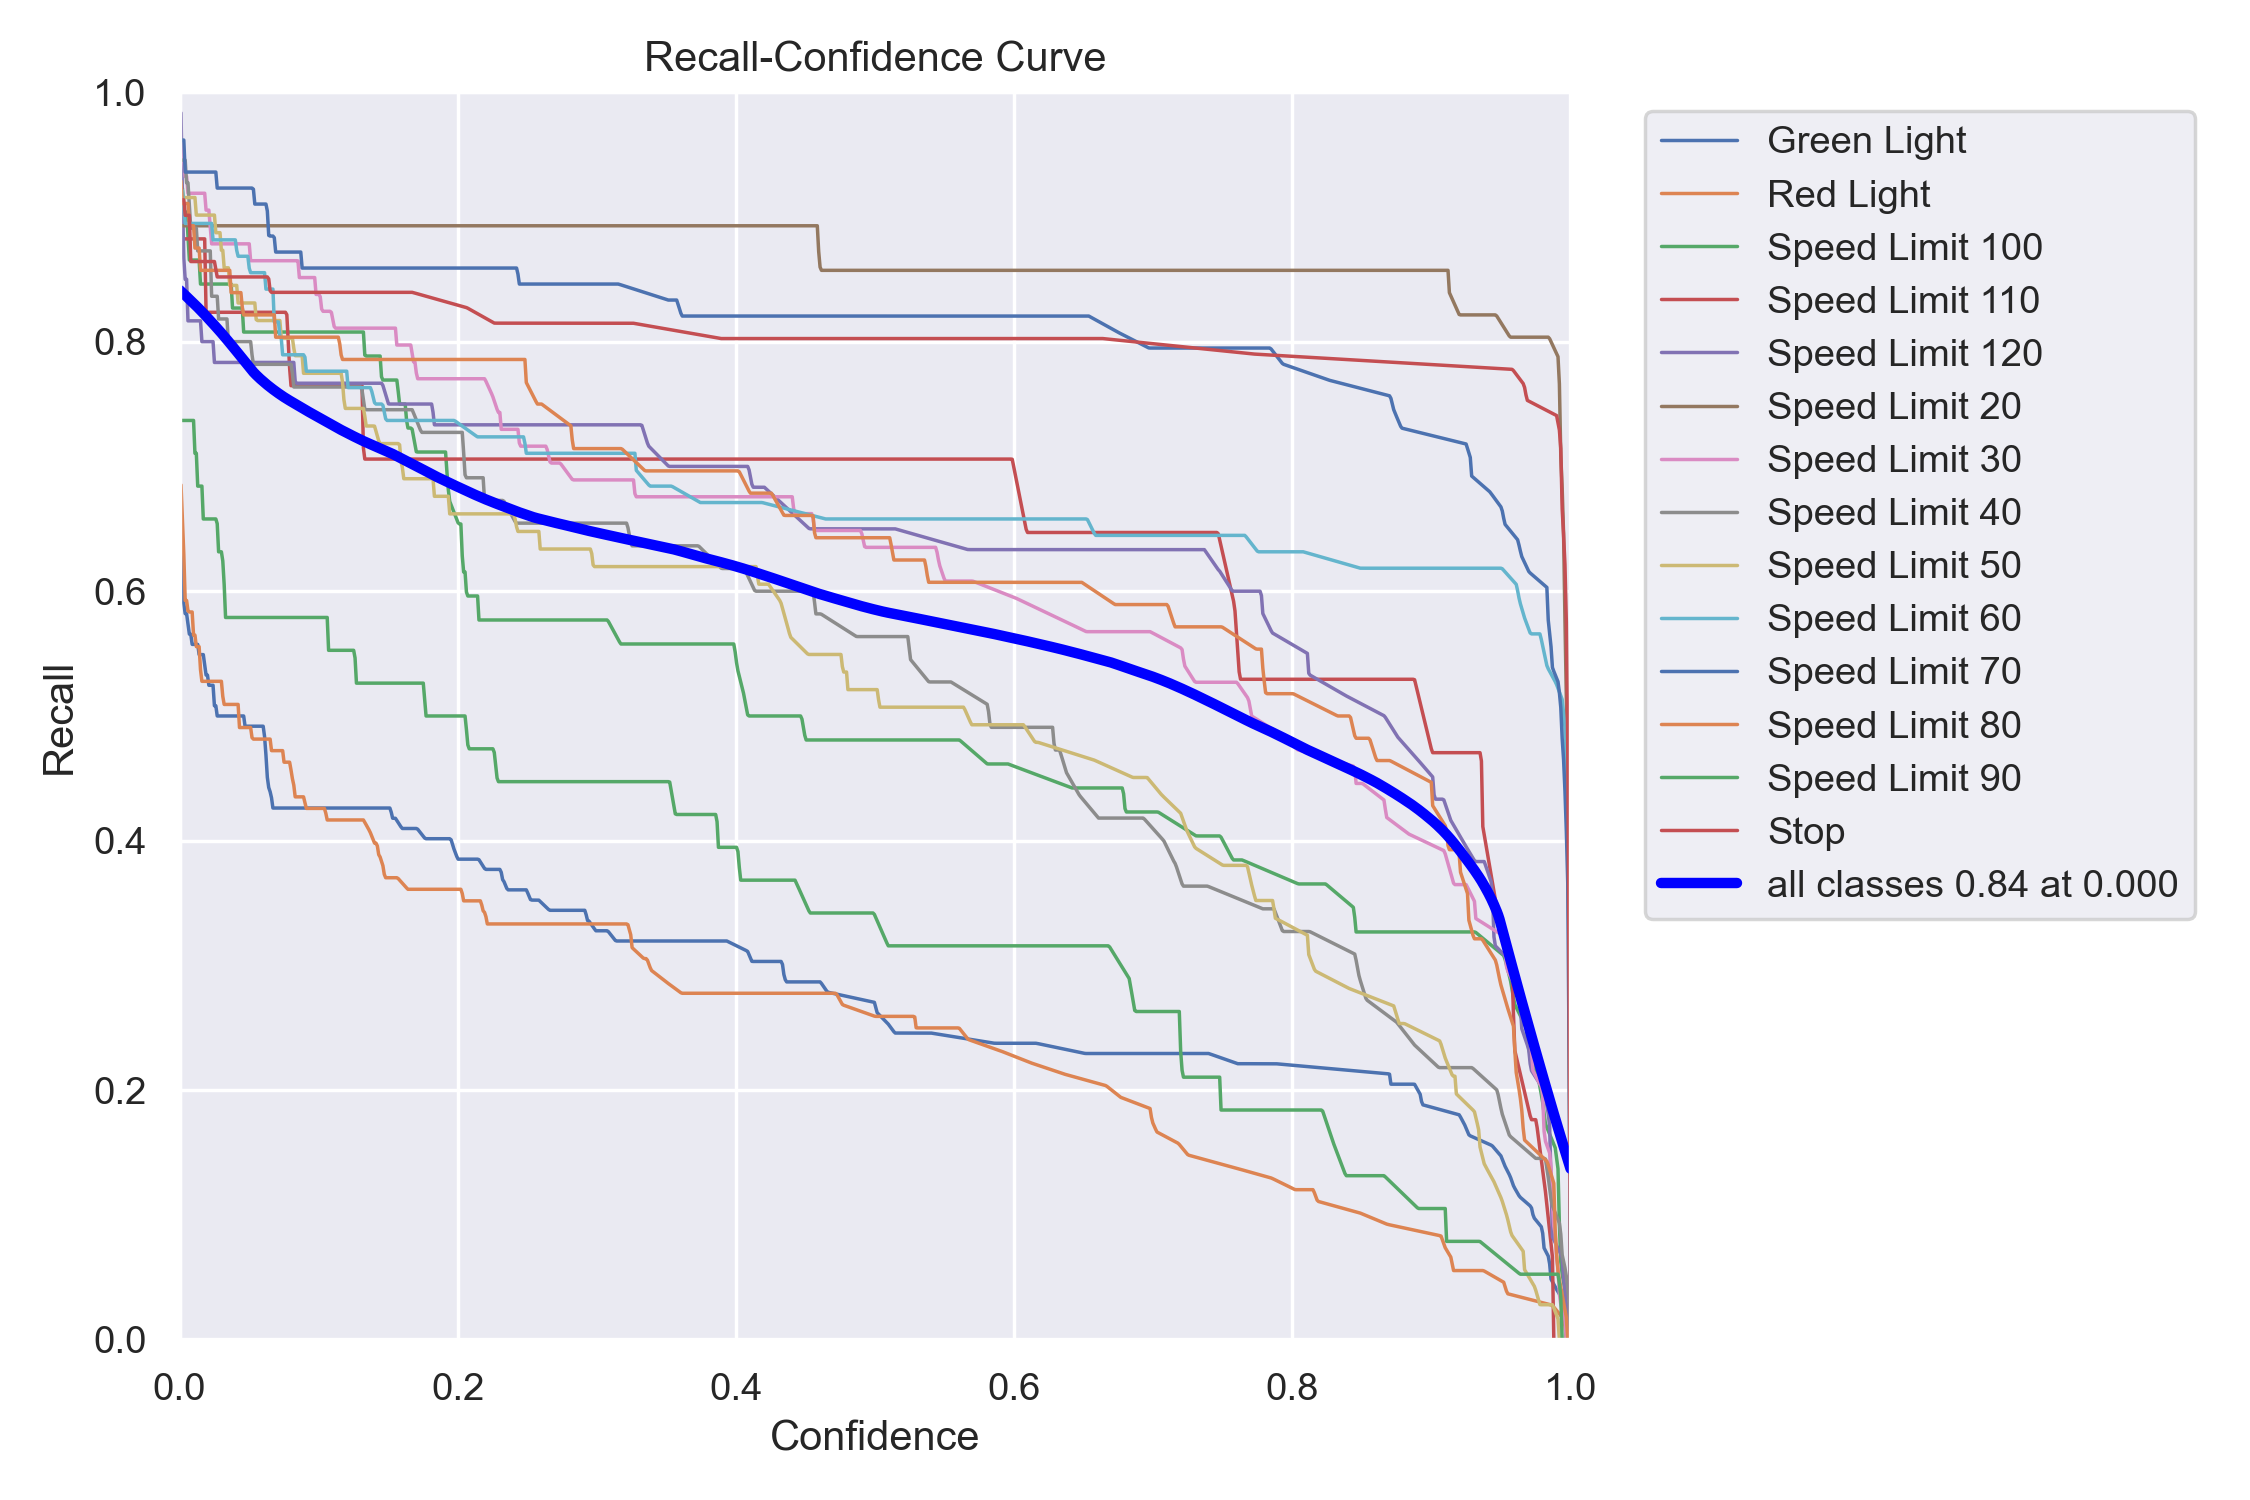 Recall-Confidence Curve
1.0
0.8
0.6
0.4
0.2
0.0
Recall
0.0 0.2 0.4 0.6 0.8 1.0
Confidence
Green Light
Red Light
Speed Limit 100
Speed Limit 110
Speed Limit 120
Speed Limit 20
Speed Limit 30
Speed Limit 40
Speed Limit 50
Speed Limit 60
Speed Limit 70
Speed Limit 80
Speed Limit 90
Stop
all classes 0.84 at 0.000